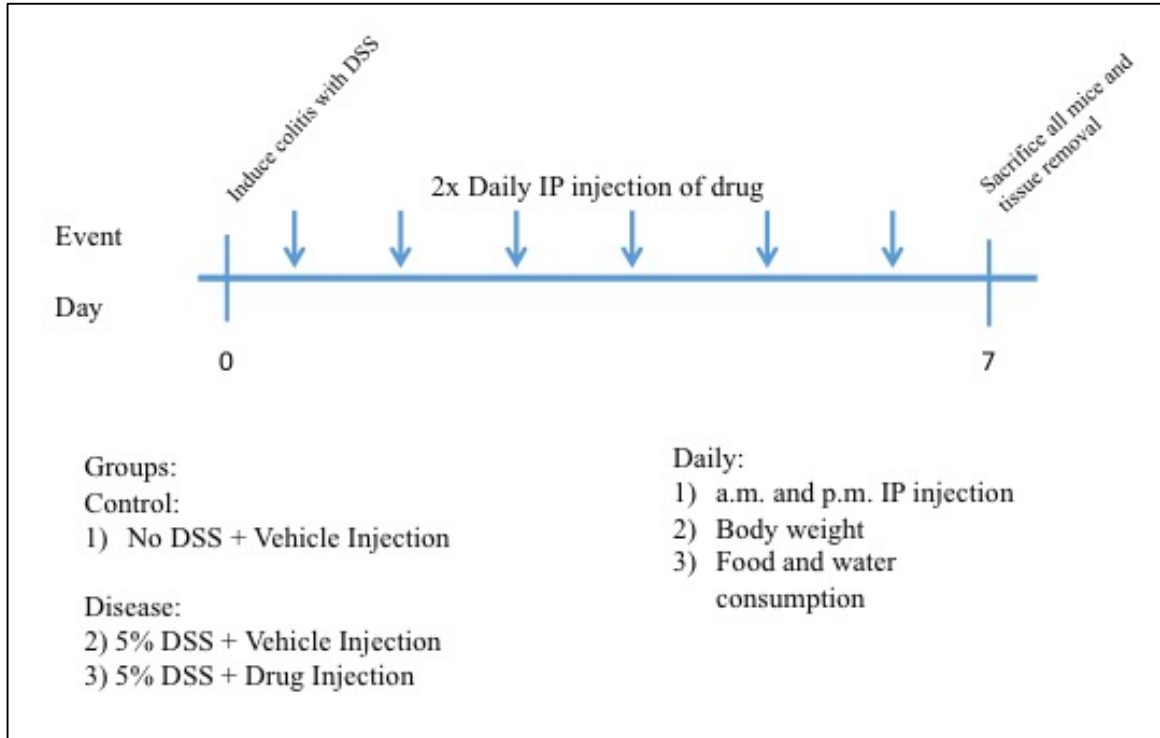 Induce colitis with DSS
Sacrifice all mice and
tissue removal
2x Daily IP injection of drug
Event
Day
0
7
Groups:
Control:
1) No DSS + Vehicle Injection
Disease:
2) 5% DSS + Vehicle Injection
3) 5% DSS + Drug Injection
Daily:
1) a.m. and p.m. IP injection
2) Body weight
3) Food and water
consumption